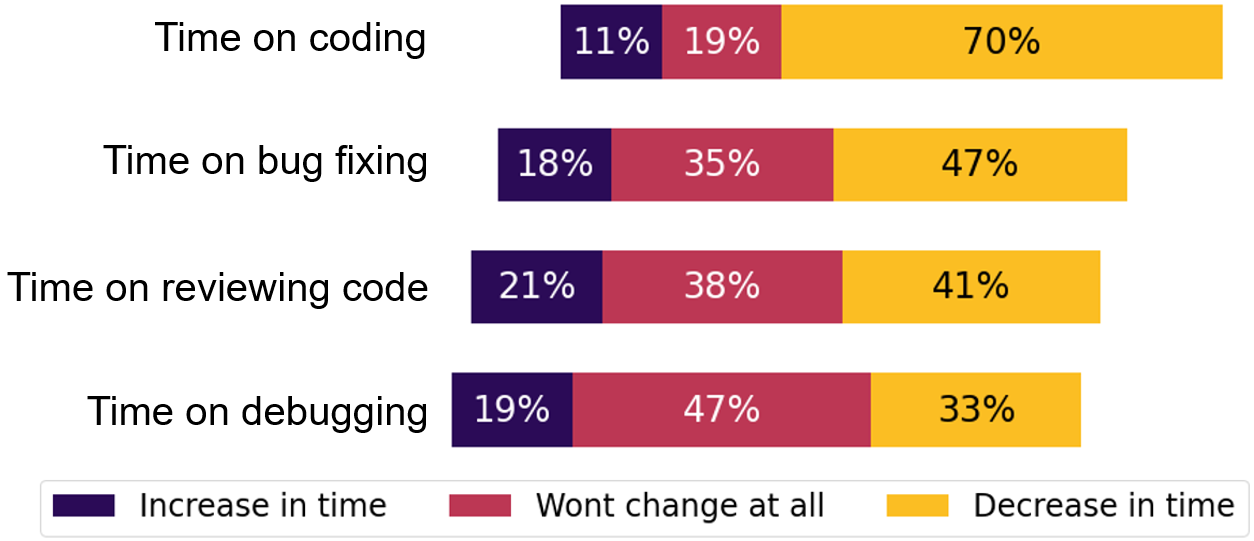 Time on coding 11% 19% 70%
Time on bug fixing 18% 35% 47%
Time on reviewing code 21% 38% 41%
Time on debugging 19% 47% 33%
Increase in time Wont change at all Decrease in time